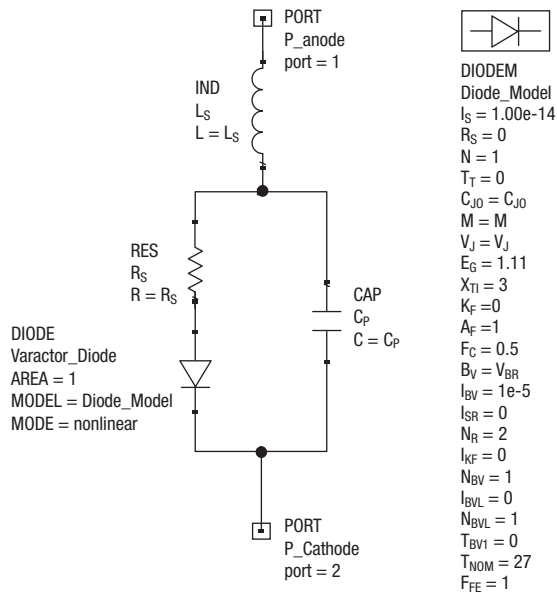 PORT
P_anode
port = 1
IND
LS
L = LS
RES
RS
R = RS
CAP
CP
C = CP
DIODE
Varactor_Diode
AREA = 1
MODEL = Diode_Model
MODE = nonlinear
PORT
P_Cathode
port = 2
DIODEM
Diode_Model
IS = 1.00e-14
RS = 0
N = 1
TT = 0
CJ0 = CJ0
M = M
VJ = VJ
EG = 1.11
XTI = 3
KF =0
AF =1
FC = 0.5
BV = VBR
IBV = 1e-5
ISR = 0
NR = 2
IKF = 0
NBV = 1
IBVL = 0
NBVL = 1
TBV1 = 0
TNOM = 27
FFE = 1